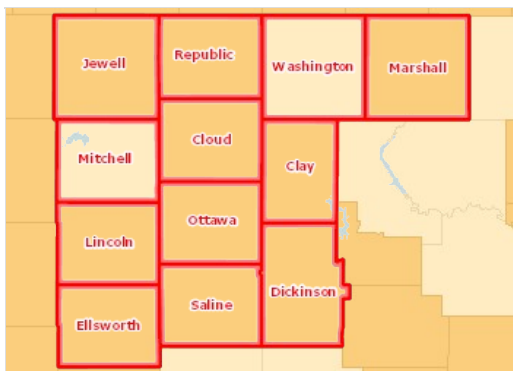 Jewell
Republic
Washington
Marshall
Mitchell
Cloud
Clay
Lincoln
Ottawa
Ellsworth
Saline
Dickinson